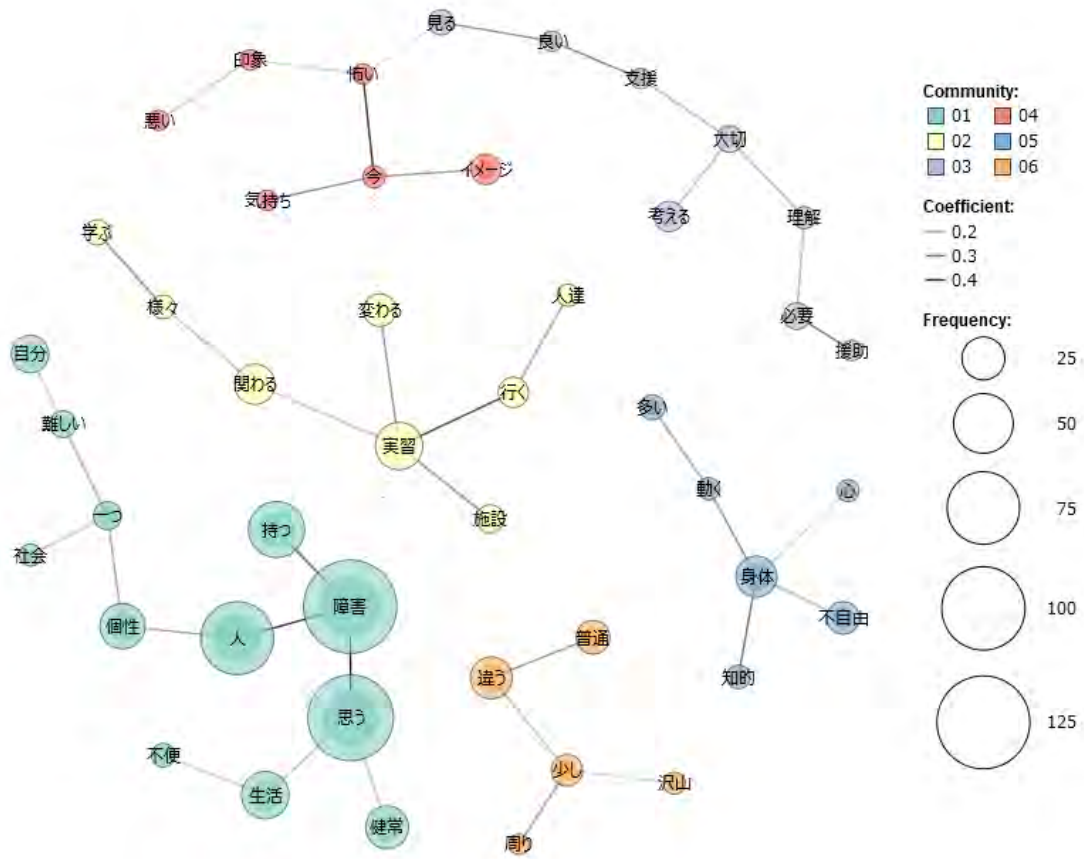 見る
良い
印象
怖い
支援
悪い
大切
今
イメージ
気持ち
考える
理解
学ぶ
様々
変わる
人達
必要
援助
自分
関わる
行く
多い
難しい
実習
動く
心
一つ
持つ
施設
社会
身体
障害
個性
人
不自由
普通
違う
知的
思う
不便
少し
沢山
生活
健常
周り
Community:
01 04
02 05
03 06
Coefficient:
0.2
0.3
0.4
Frequency:
25
50
75
100
125